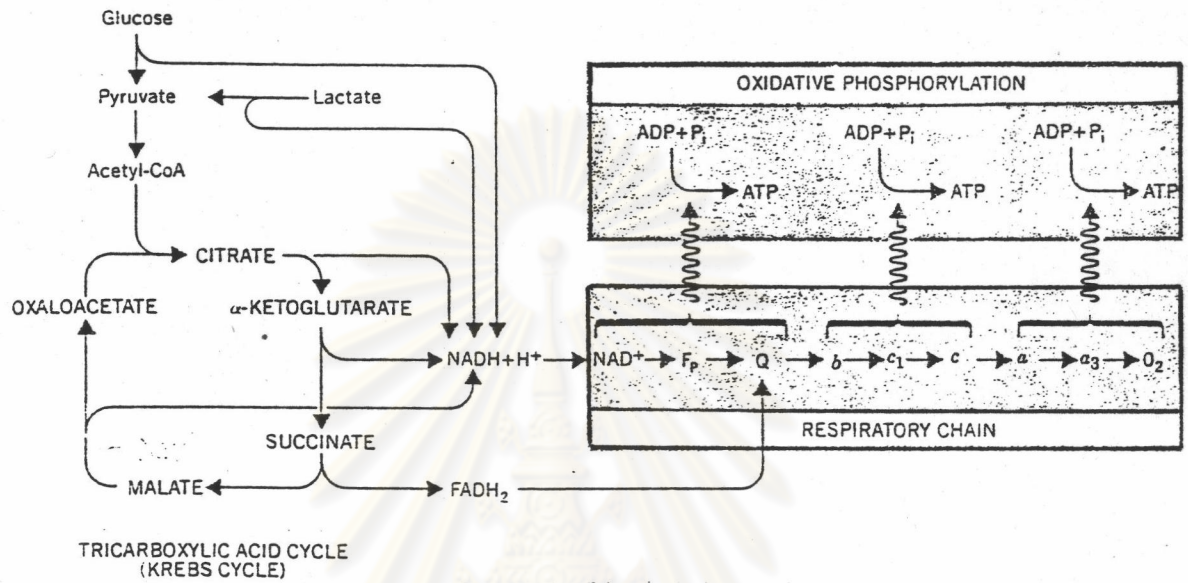 Glucose
Pyruvate
Lactate
Acetyl-CoA
CITRATE
OXALOACETATE
α-KETOGLUTARATE
NADH+H⁺
SUCCINATE
MALATE
FADH₂
TRICARBOXYLIC ACID CYCLE
(KREBS CYCLE)
OXIDATIVE PHOSPHORYLATION
ADP+Pᵢ
ADP+Pᵢ
ADP+Pᵢ
ATP
ATP
ATP
NAD⁺ Fₚ Q b c₁ c a a₃ O₂
RESPIRATORY CHAIN